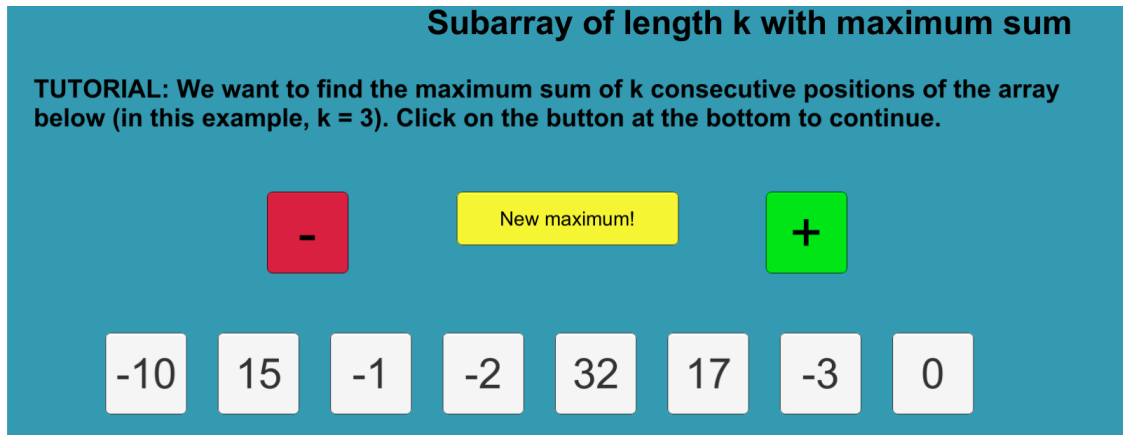 Subarray of length k with maximum sum
TUTORIAL: We want to find the maximum sum of k consecutive positions of the array
below (in this example, k = 3). Click on the button at the bottom to continue.
- New maximum! +
-10 15 -1 -2 32 17 -3 0